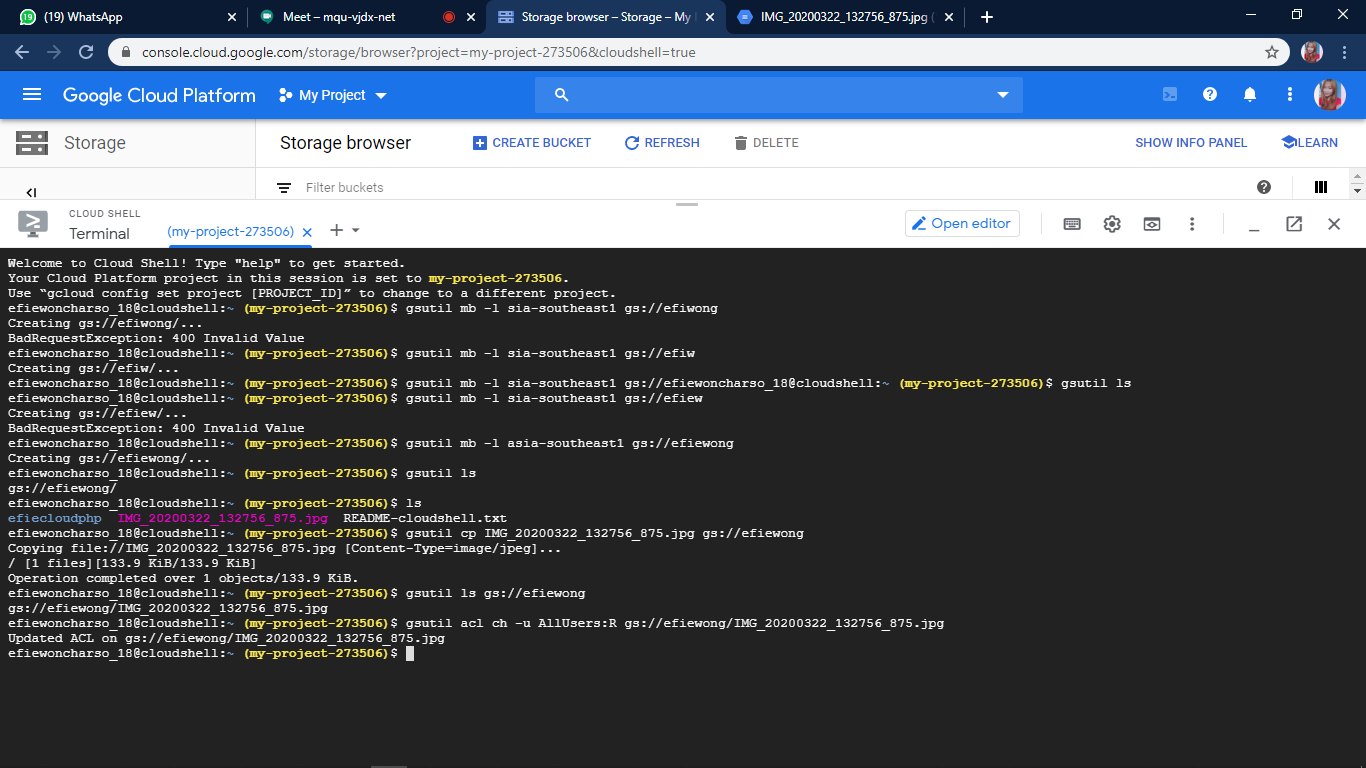 (19) WhatsApp
Meet – mqu-vjdx-net
Storage browser – Storage – My
IMG_20200322_132756_875.jpg (
console.cloud.google.com/storage/browser?project=my-project-273506&cloudshell=true
Google Cloud Platform
My Project
Storage
Storage browser
CREATE BUCKET
REFRESH
DELETE
SHOW INFO PANEL
LEARN
Filter buckets
CLOUD SHELL
Terminal
(my-project-273506)
Open editor
Welcome to Cloud Shell! Type "help" to get started.
Your Cloud Platform project in this session is set to my-project-273506.
Use “gcloud config set project [PROJECT_ID]” to change to a different project.
efiewoncharso_18@cloudshell:~ (my-project-273506)$ gsutil mb -l sia-southeast1 gs://efiwong
Creating gs://efiwong/...
BadRequestException: 400 Invalid Value
efiewoncharso_18@cloudshell:~ (my-project-273506)$ gsutil mb -l sia-southeast1 gs://efiw
Creating gs://efiw/...
efiewoncharso_18@cloudshell:~ (my-project-273506)$ gsutil mb -l sia-southeast1 gs://efiewoncharso_18@cloudshell:~ (my-project-273506)$ gsutil ls
efiewoncharso_18@cloudshell:~ (my-project-273506)$ gsutil mb -l sia-southeast1 gs://efiew
Creating gs://efiew/...
BadRequestException: 400 Invalid Value
efiewoncharso_18@cloudshell:~ (my-project-273506)$ gsutil mb -l asia-southeast1 gs://efiewong
Creating gs://efiewong/...
efiewoncharso_18@cloudshell:~ (my-project-273506)$ gsutil ls
gs://efiewong/
efiewoncharso_18@cloudshell:~ (my-project-273506)$ ls
efiecloudphp IMG_20200322_132756_875.jpg README-cloudshell.txt
efiewoncharso_18@cloudshell:~ (my-project-273506)$ gsutil cp IMG_20200322_132756_875.jpg gs://efiewong
Copying file://IMG_20200322_132756_875.jpg [Content-Type=image/jpeg]...
/ [1 files][133.9 KiB/133.9 KiB]
Operation completed over 1 objects/133.9 KiB.
efiewoncharso_18@cloudshell:~ (my-project-273506)$ gsutil ls gs://efiewong
gs://efiewong/IMG_20200322_132756_875.jpg
efiewoncharso_18@cloudshell:~ (my-project-273506)$ gsutil acl ch -u AllUsers:R gs://efiewong/IMG_20200322_132756_875.jpg
Updated ACL on gs://efiewong/IMG_20200322_132756_875.jpg
efiewoncharso_18@cloudshell:~ (my-project-273506)$